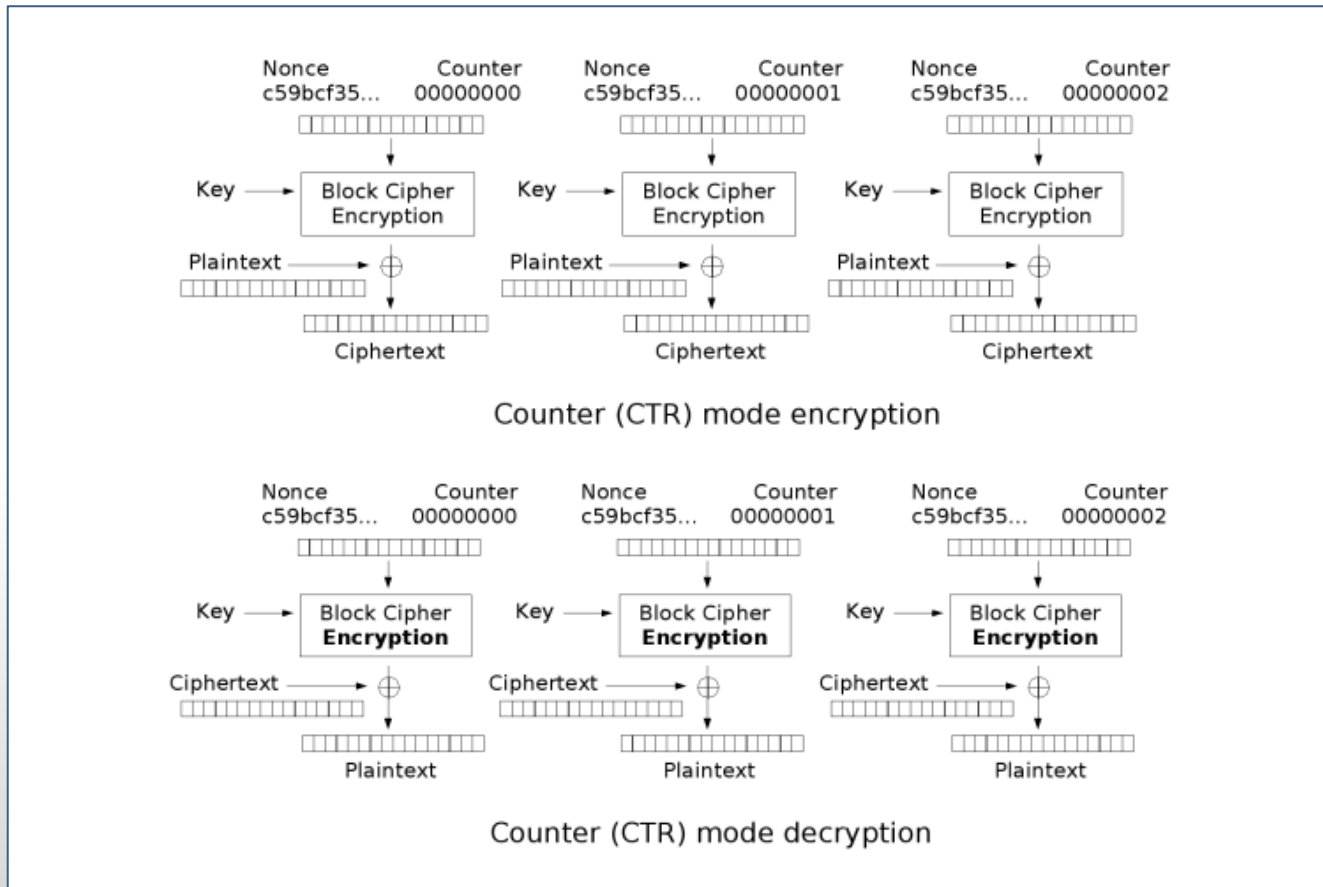 Nonce Counter Nonce Counter Nonce Counter
c59bcf35... 00000000 c59bcf35... 00000001 c59bcf35... 00000002
Key Block Cipher Key Block Cipher Key Block Cipher
Encryption Encryption Encryption
Plaintext Plaintext Plaintext
Ciphertext Ciphertext Ciphertext
Counter (CTR) mode encryption
Nonce Counter Nonce Counter Nonce Counter
c59bcf35... 00000000 c59bcf35... 00000001 c59bcf35... 00000002
Key Block Cipher Key Block Cipher Key Block Cipher
Encryption Encryption Encryption
Ciphertext Ciphertext Ciphertext
Plaintext Plaintext Plaintext
Counter (CTR) mode decryption